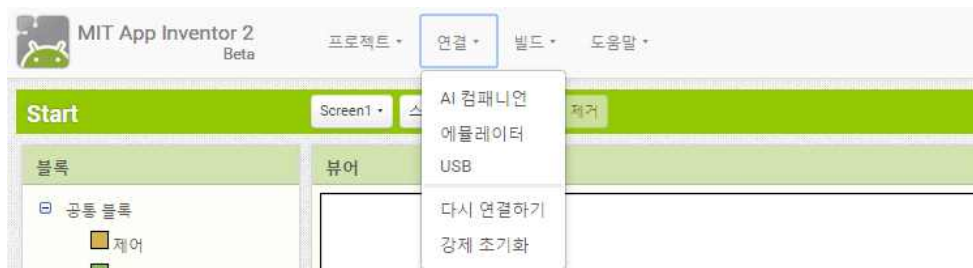 MIT App Inventor 2
Beta
프로젝트 연결 빌드 도움말
AI 컴패니언
에뮬레이터
USB
다시 연결하기
강제 초기화
Start
Screen1 스 제거
블록
뷰어
공통 블록
제어